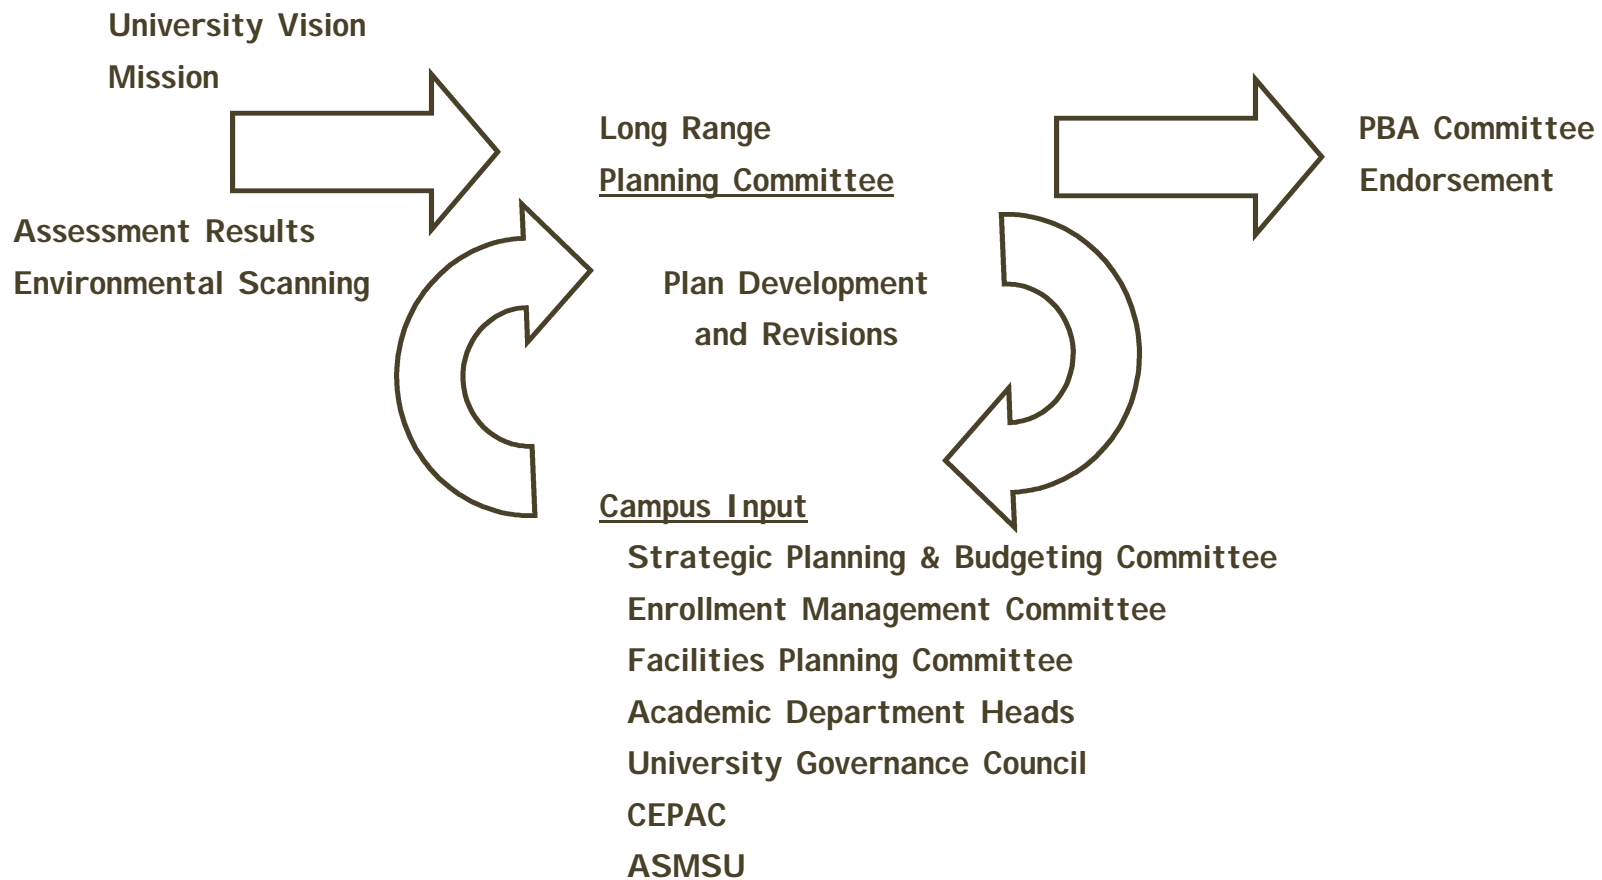 University Vision
Mission
Long Range
Planning Committee
PBA Committee
Endorsement
Assessment Results
Environmental Scanning
Plan Development
and Revisions
Campus Input
Strategic Planning & Budgeting Committee
Enrollment Management Committee
Facilities Planning Committee
Academic Department Heads
University Governance Council
CEPAC
ASMSU